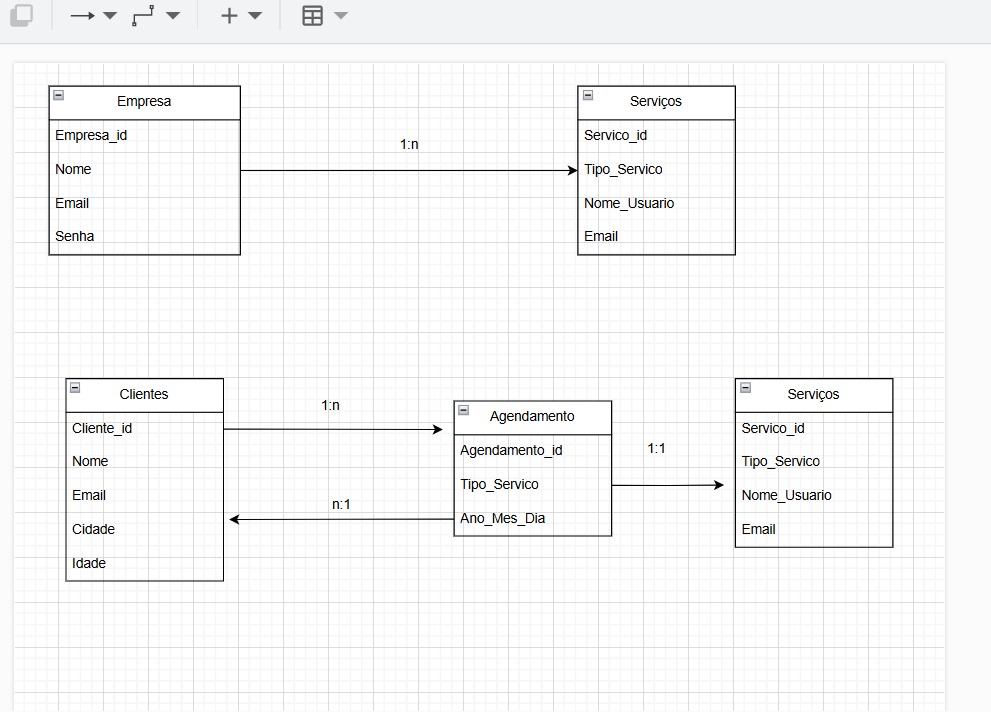 Empresa
Empresa_id
Nome
Email
Senha
1:n
Serviços
Servico_id
Tipo_Servico
Nome_Usuario
Email
Clientes
Cliente_id
Nome
Email
Cidade
Idade
1:n
n:1
Agendamento
Agendamento_id
Tipo_Servico
Ano_Mes_Dia
1:1
Serviços
Servico_id
Tipo_Servico
Nome_Usuario
Email